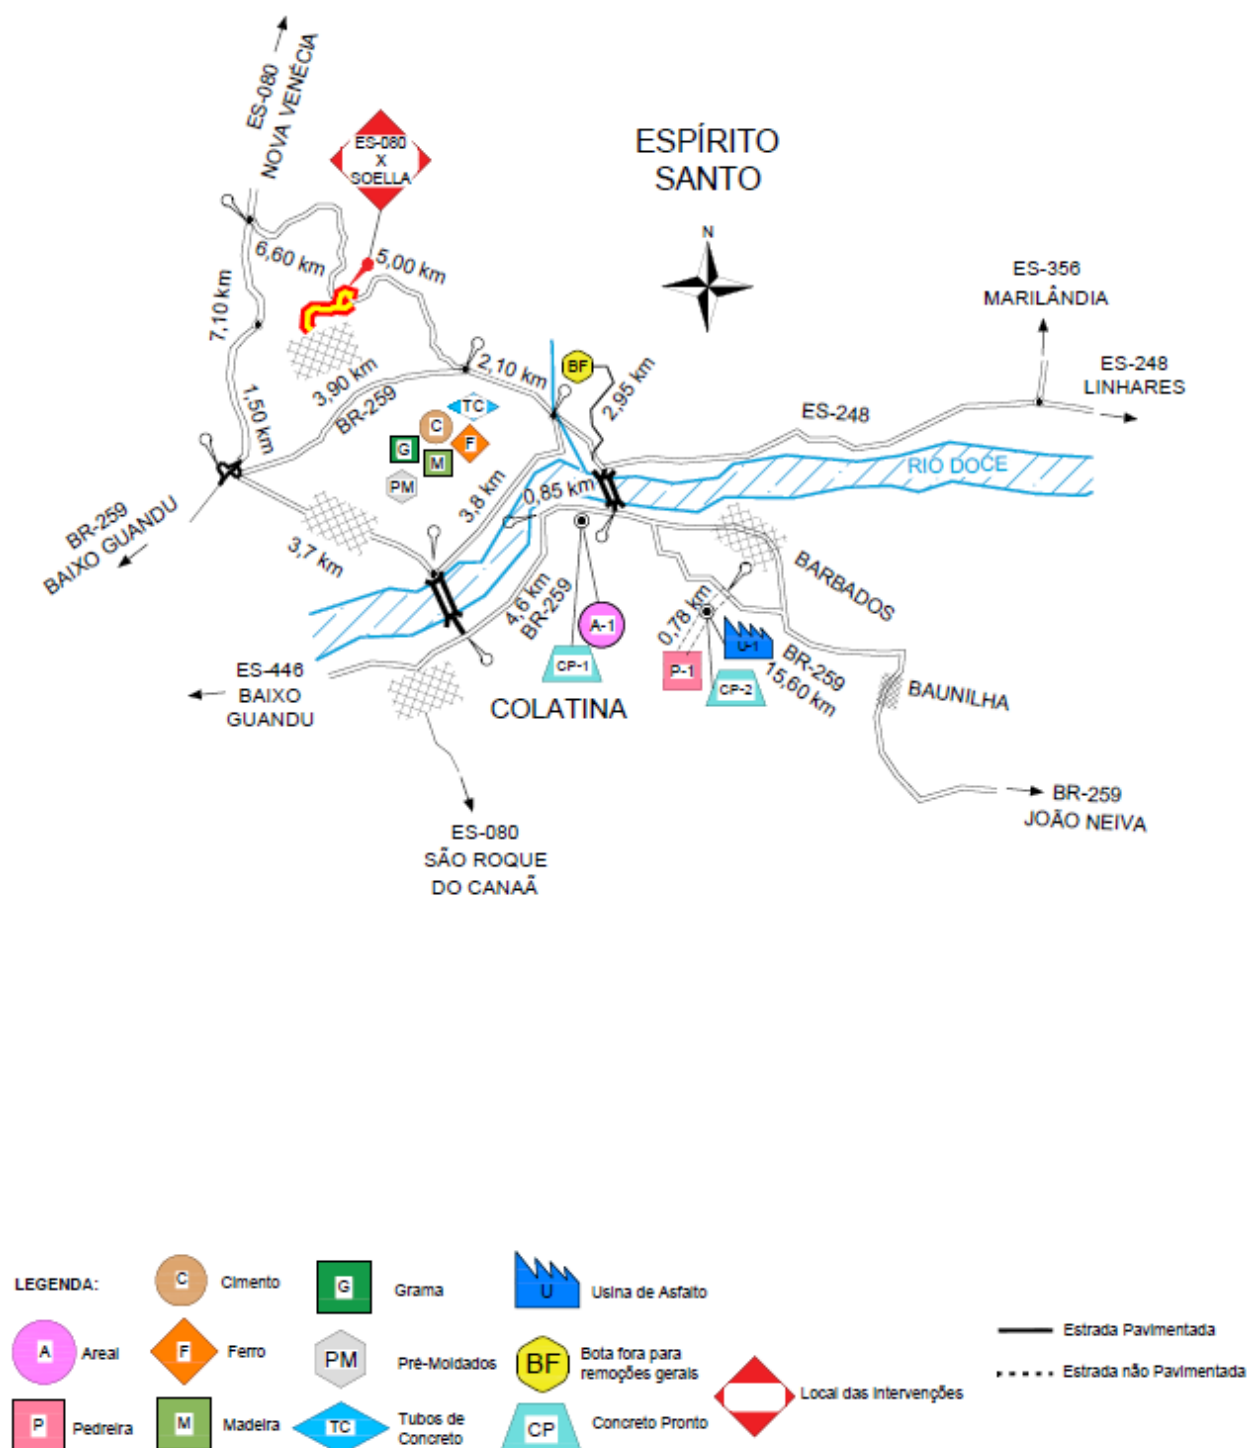 ES-080
NOVA VENÉCIA
ES-080
X
SOELLA
ESPÍRITO
SANTO
N
6,60 km
5,00 km
7,10 km
ES-356
MARILÂNDIA
ES-248
LINHARES
3,90 km
BR-259
2,10 km
BF
2,95 km
1,50 km
TC
C
F
G
M
PM
ES-248
RIO DOCE
BR-259
BAIXO GUANDU
3,7 km
3,8 km
0,85 km
4,6 km
BR-259
BARBADOS
0,78 km
A-1
CP-1
P-1
U-1
CP-2
BR-259
15,60 km
BAUNILHA
ES-446
BAIXO
GUANDU
COLATINA
BR-259
JOÃO NEIVA
ES-080
SÃO ROQUE
DO CANAÃ
LEGENDA:
C Cimento
G Grama
U Usina de Asfalto
A Areal
F Ferro
PM Pré-Moldados
BF Bota fora para
remoções gerais
P Pedreira
M Madeira
TC Tubos de
Concreto
CP Concreto Pronto
Local das Intervenções
Estrada Pavimentada
Estrada não Pavimentada